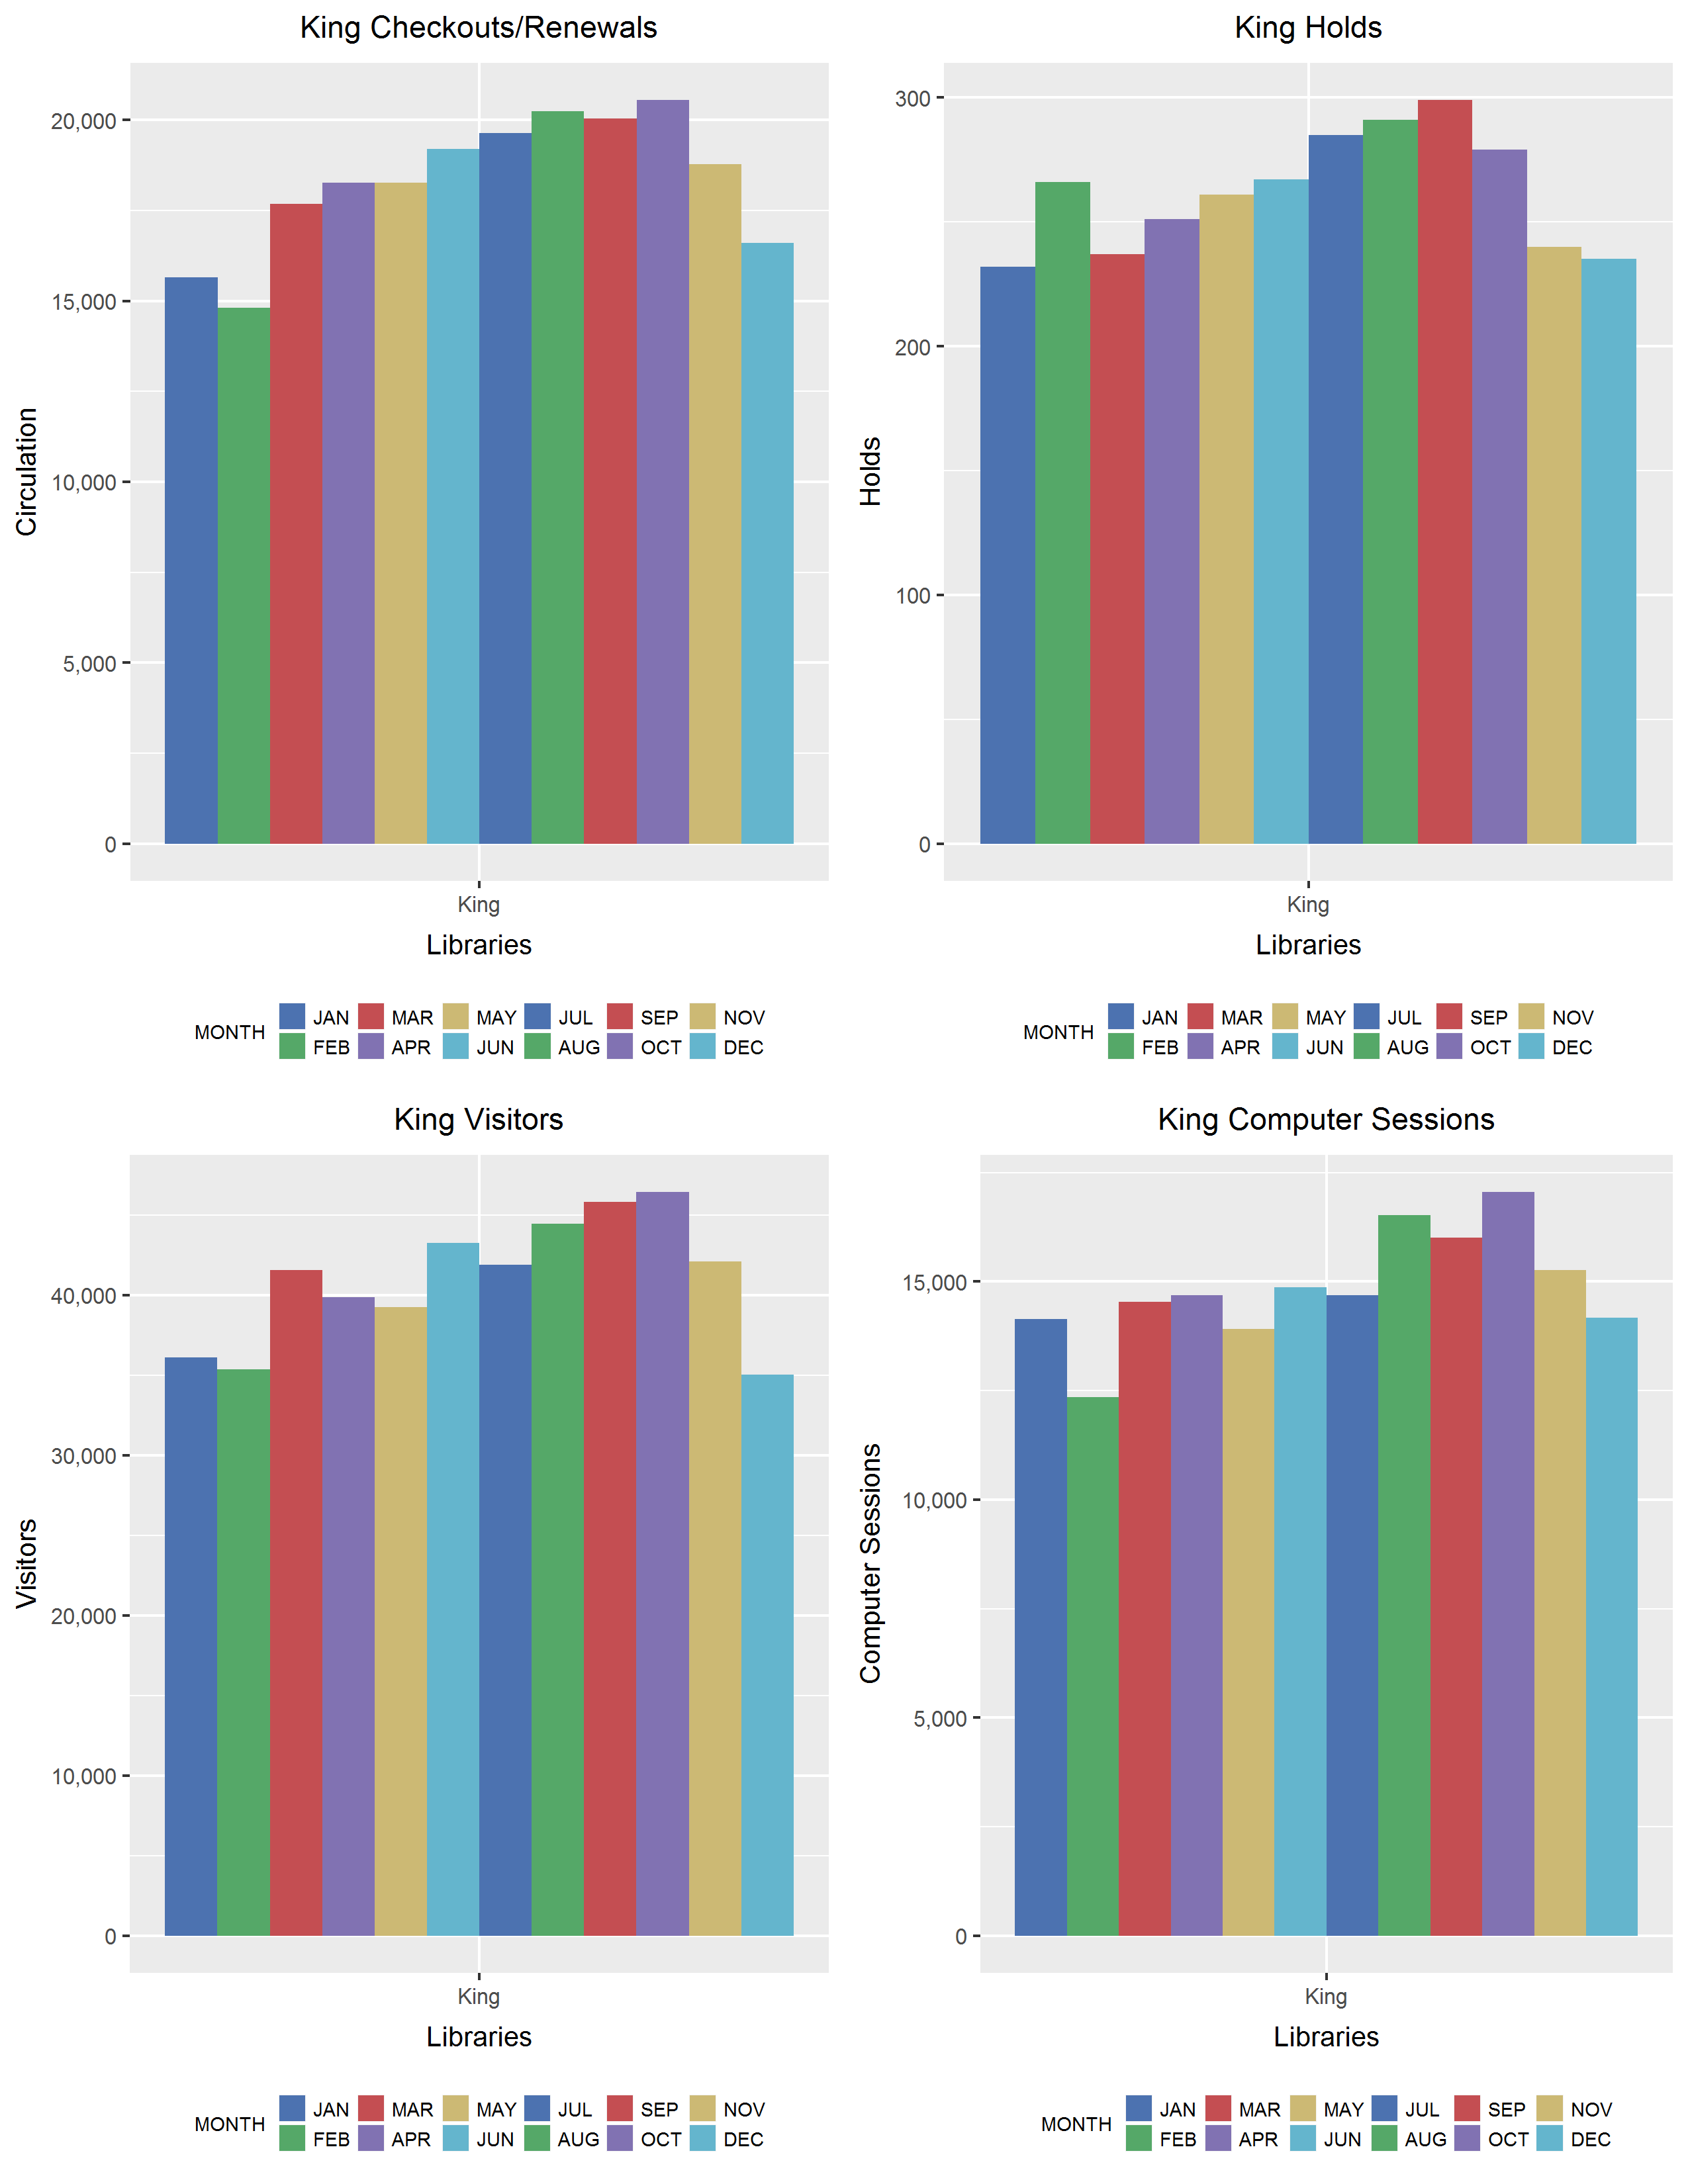 King Checkouts/Renewals
20,000
15,000
10,000
5,000
0
Circulation
King
Libraries
MONTH
JAN MAR MAY JUL SEP NOV
FEB APR JUN AUG OCT DEC
King Holds
300
200
100
0
Holds
King
Libraries
MONTH
JAN MAR MAY JUL SEP NOV
FEB APR JUN AUG OCT DEC
King Visitors
40,000
30,000
20,000
10,000
0
Visitors
King
Libraries
MONTH
JAN MAR MAY JUL SEP NOV
FEB APR JUN AUG OCT DEC
King Computer Sessions
15,000
10,000
5,000
0
Computer Sessions
King
Libraries
MONTH
JAN MAR MAY JUL SEP NOV
FEB APR JUN AUG OCT DEC